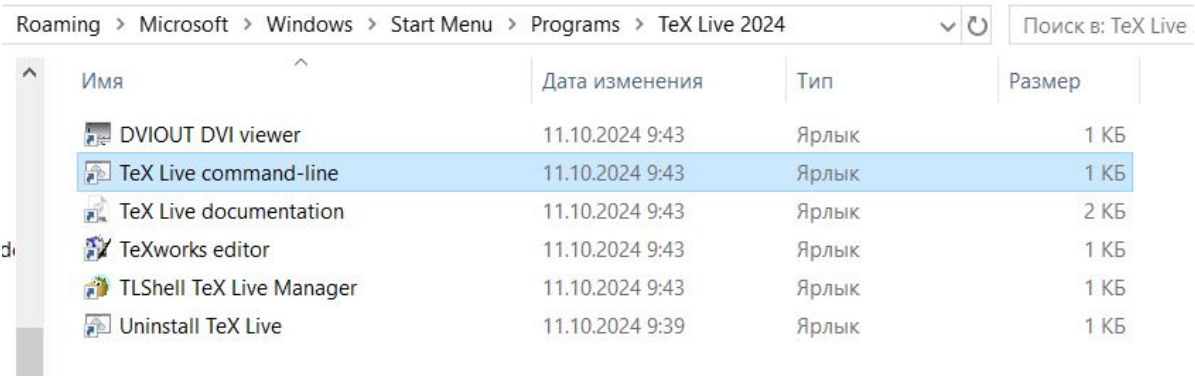 Roaming > Microsoft > Windows > Start Menu > Programs > TeX Live 2024 Поиск в: TeX Live
Имя Дата изменения Тип Размер
DVIOUT DVI viewer 11.10.2024 9:43 Ярлык 1 КБ
TeX Live command-line 11.10.2024 9:43 Ярлык 1 КБ
TeX Live documentation 11.10.2024 9:43 Ярлык 2 КБ
TeXworks editor 11.10.2024 9:43 Ярлык 1 КБ
TLShell TeX Live Manager 11.10.2024 9:43 Ярлык 1 КБ
Uninstall TeX Live 11.10.2024 9:39 Ярлык 1 КБ